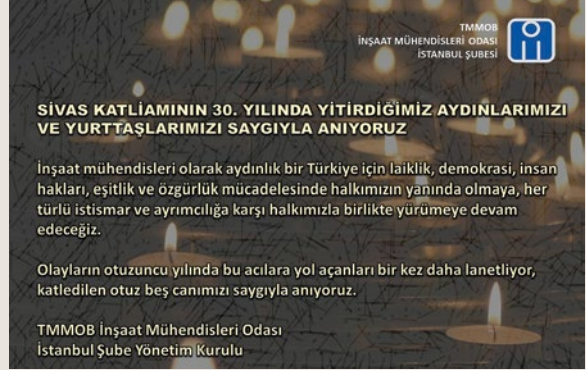 TMMOB
İNŞAAT MÜHENDİSLERİ ODASI
İSTANBUL ŞUBESİ
SİVAS KATLİAMININ 30. YILINDA YİTİRDİĞİMİZ AYDINLARIMIZI
VE YURTTAŞLARIMIZI SAYGIYLA ANIYORUZ
İnşaat mühendisleri olarak aydınlık bir Türkiye için laiklik, demokrasi, insan
hakları, eşitlik ve özgürlük mücadelesinde halkımızın yanında olmaya, her
türlü istismar ve ayrımcılığa karşı halkımızla birlikte yürümeye devam
edeceğiz.
Olayların otuzuncu yılında bu acılara yol açanları bir kez daha lanetliyor,
katledilen otuz beş canımızı saygıyla anıyoruz.
TMMOB İnşaat Mühendisleri Odası
İstanbul Şube Yönetim Kurulu